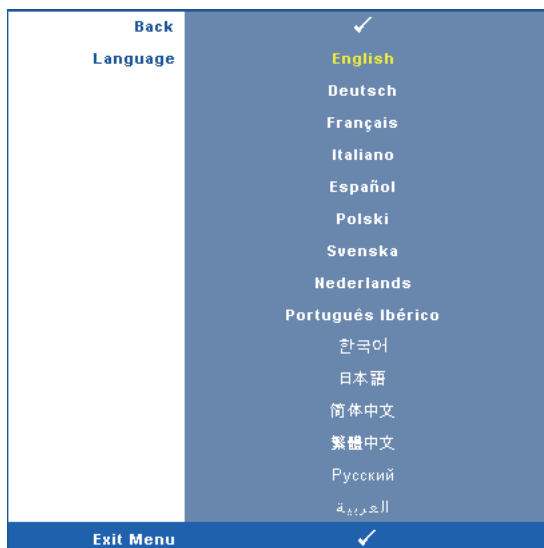 Back ✓
Language English
Deutsch
Français
Italiano
Español
Polski
Svenska
Nederlands
Português Ibérico
한국어
日本語
简体中文
繁體中文
Русский
العربية
Exit Menu ✓